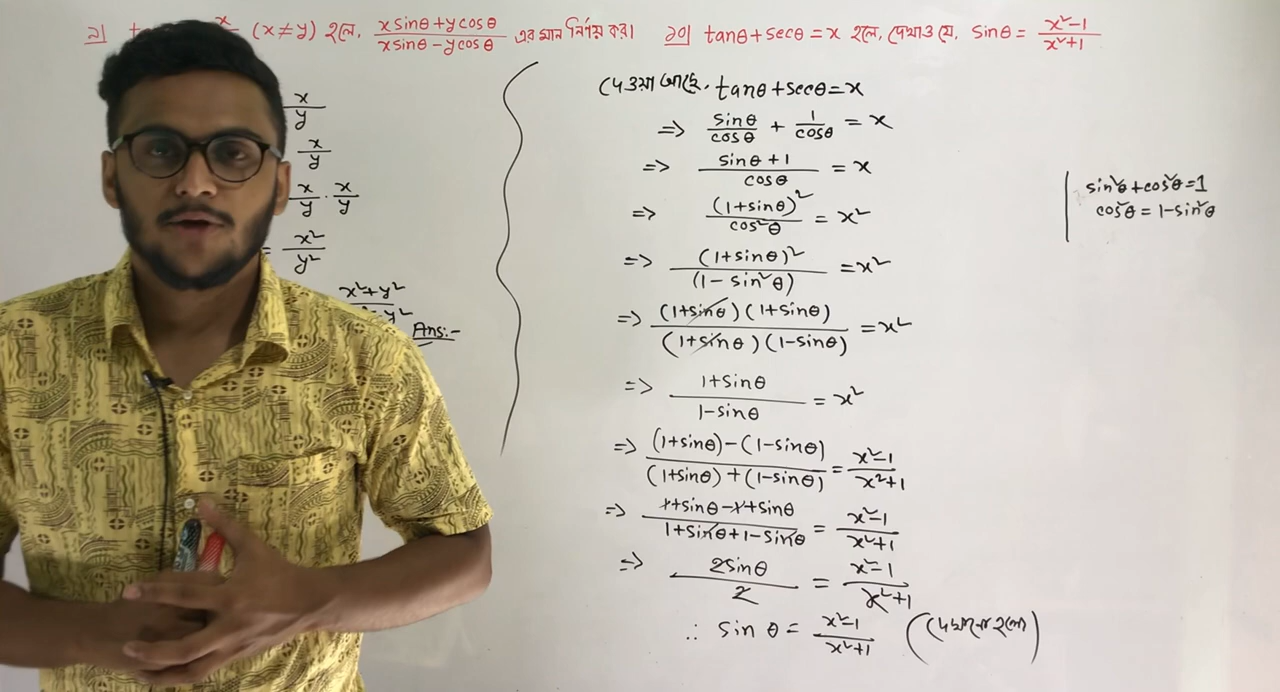 ৯। x (x≠y) হলে, (x sinθ + y cosθ)/(x sinθ - y cosθ) এর মান নির্ণয় কর।
x/y
x/y
x/y · x/y
= x²/y²
x²+y²
y²
Ans:-
১০। tanθ + secθ = x হলে, দেখাও যে, sinθ = (x²-1)/(x²+1)
দেওয়া আছে, tanθ + secθ = x
=> sinθ/cosθ + 1/cosθ = x
=> (sinθ + 1)/cosθ = x
=> (1+sinθ)²/cos²θ = x²
=> (1+sinθ)²/(1-sin²θ) = x²
=> (1+sinθ)(1+sinθ)/(1+sinθ)(1-sinθ) = x²
=> (1+sinθ)/(1-sinθ) = x²
=> ((1+sinθ)-(1-sinθ))/((1+sinθ)+(1-sinθ)) = (x²-1)/(x²+1)
=> (1+sinθ-1+sinθ)/(1+sinθ+1-sinθ) = (x²-1)/(x²+1)
=> 2sinθ/2 = (x²-1)/(x²+1)
∴ sinθ = (x²-1)/(x²+1) (দেখানো হলো)
sin²θ + cos²θ = 1
cos²θ = 1 - sin²θ